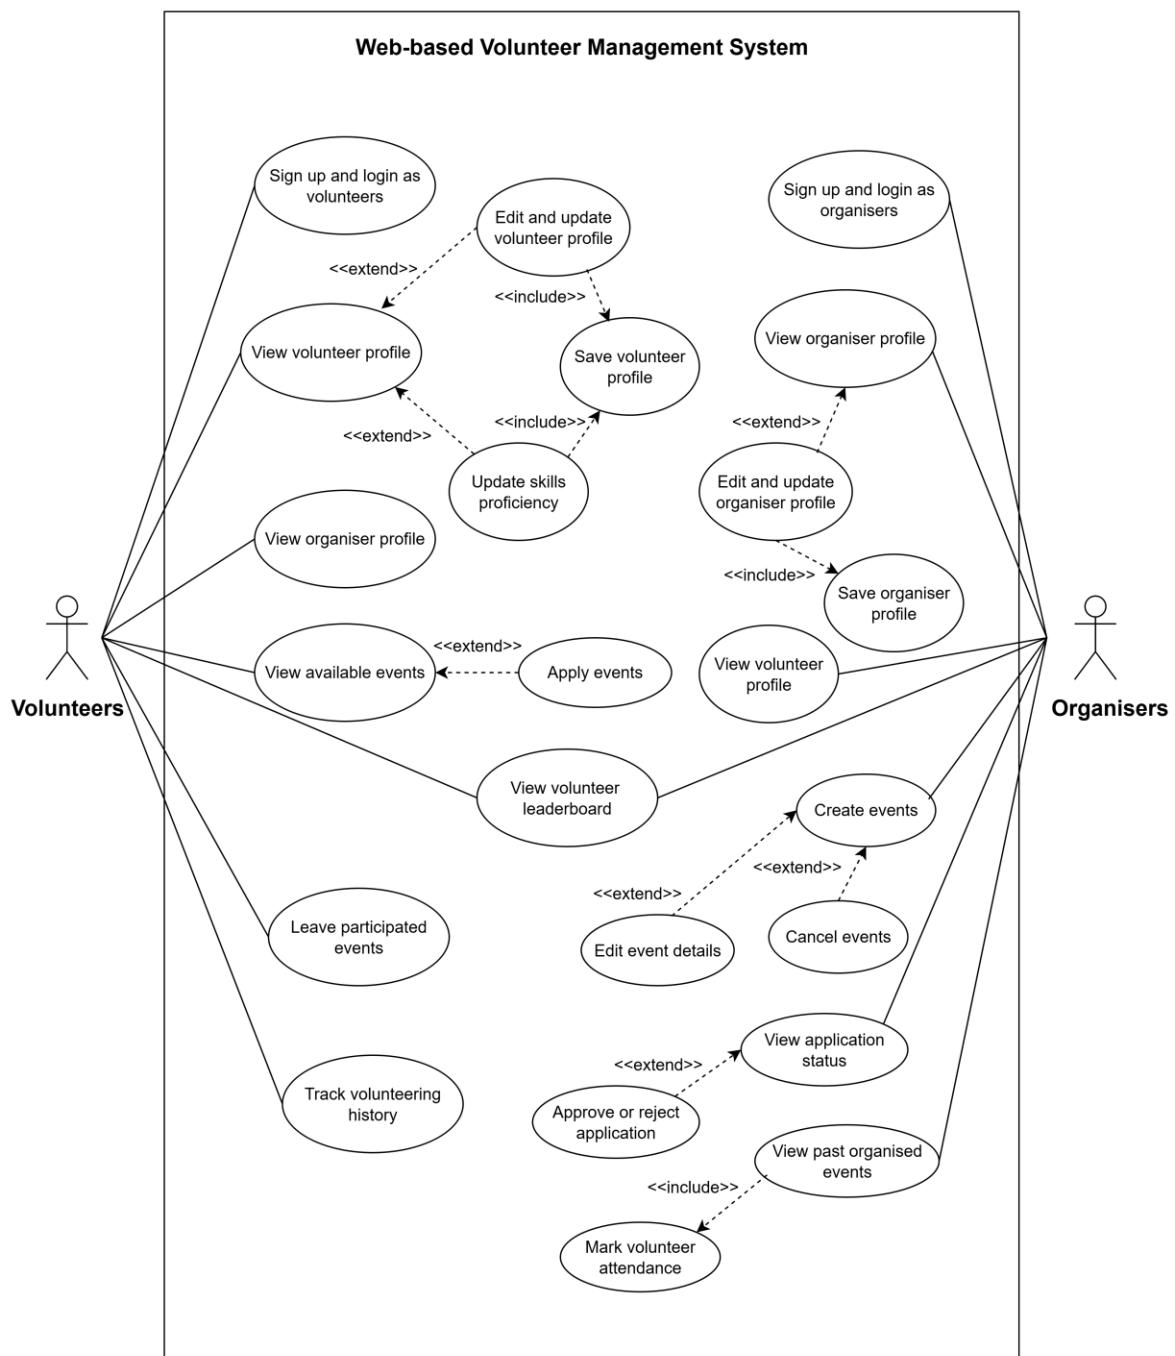 Web-based Volunteer Management System
Sign up and login as
volunteers
Edit and update
volunteer profile
Sign up and login as
organisers
<<extend>>
<<include>>
View volunteer profile
Save volunteer
profile
View organiser profile
<<extend>>
<<include>>
<<extend>>
Update skills
proficiency
Edit and update
organiser profile
View organiser profile
<<include>>
Save organiser
profile
<<extend>>
View available events
Apply events
View volunteer
profile
Volunteers
Organisers
View volunteer
leaderboard
Create events
<<extend>>
<<extend>>
Leave participated
events
Edit event details
Cancel events
View application
status
<<extend>>
Track volunteering
history
Approve or reject
application
View past organised
events
<<include>>
Mark volunteer
attendance